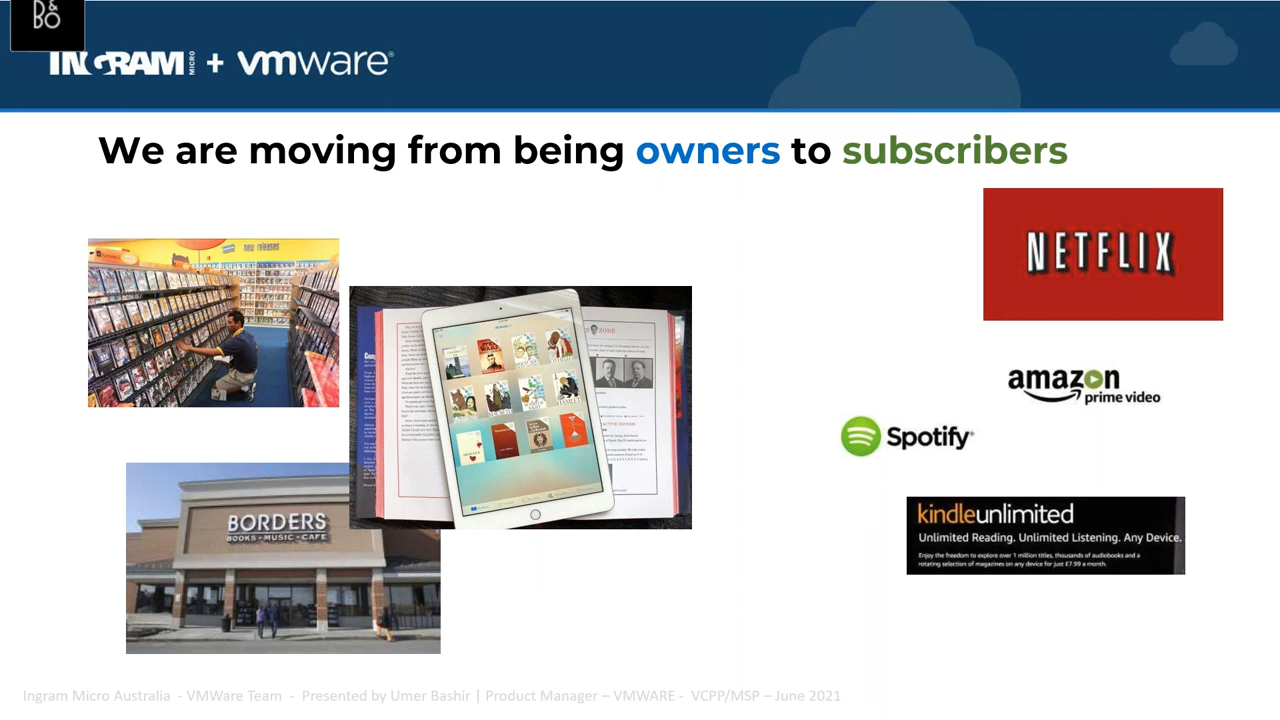 B&
BO
INGRAM MICRO + vmware®
We are moving from being owners to subscribers
new releases
NETFLIX
ZONE
amazon
prime video
Spotify®
BORDERS
BOOKS • MUSIC • CAFE
kindleunlimited
Unlimited Reading. Unlimited Listening. Any Device.
Enjoy the freedom to explore over 1 million titles, thousands of audiobooks and a
rotating selection of magazines on any device for just £7.99 a month.
Ingram Micro Australia - VMWare Team - Presented by Umer Bashir | Product Manager – VMWARE - VCPP/MSP – June 2021